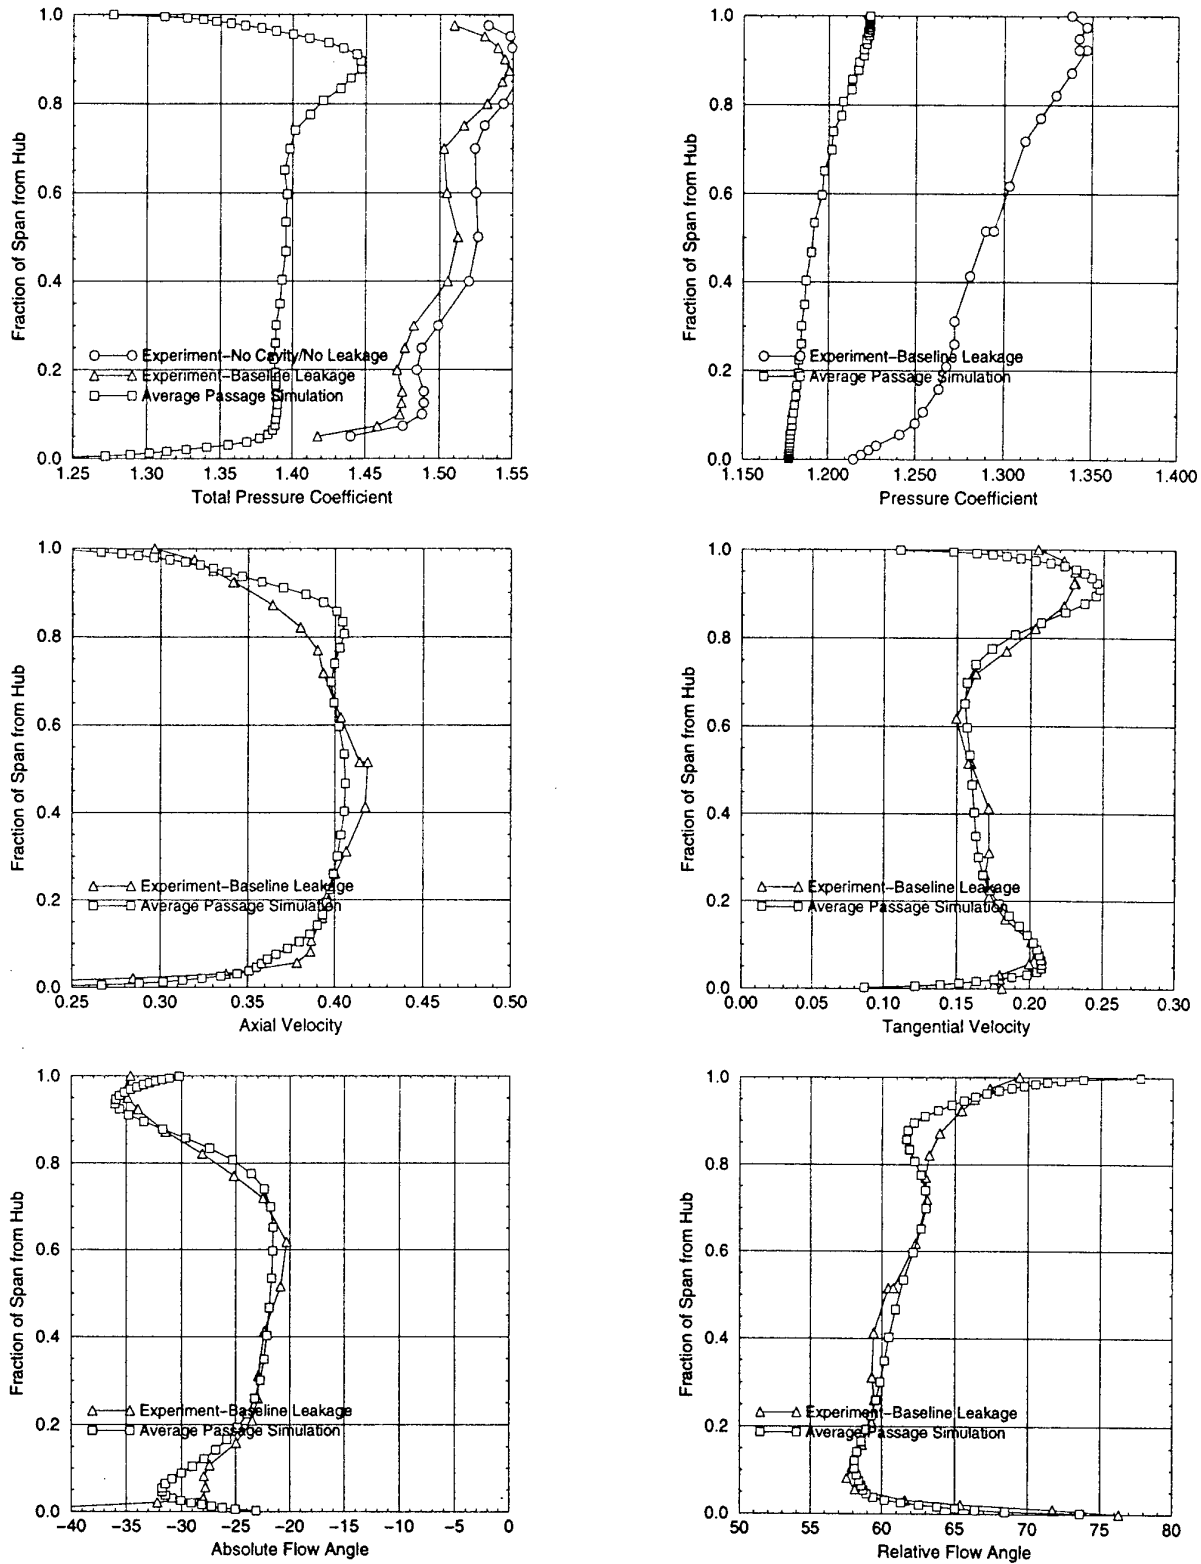 1.0
0.8
0.6
0.4
0.2
0.0
Fraction of Span from Hub
Experiment-No Cavity/No Leakage
Experiment-Baseline Leakage
Average Passage Simulation
1.25 1.30 1.35 1.40 1.45 1.50 1.55
Total Pressure Coefficient
1.0
0.8
0.6
0.4
0.2
0.0
Fraction of Span from Hub
Experiment-Baseline Leakage
Average Passage Simulation
1.150 1.200 1.250 1.300 1.350 1.400
Pressure Coefficient
1.0
0.8
0.6
0.4
0.2
0.0
Fraction of Span from Hub
Experiment-Baseline Leakage
Average Passage Simulation
0.25 0.30 0.35 0.40 0.45 0.50
Axial Velocity
1.0
0.8
0.6
0.4
0.2
0.0
Fraction of Span from Hub
Experiment-Baseline Leakage
Average Passage Simulation
0.00 0.05 0.10 0.15 0.20 0.25 0.30
Tangential Velocity
1.0
0.8
0.6
0.4
0.2
0.0
Fraction of Span from Hub
Experiment-Baseline Leakage
Average Passage Simulation
-40 -35 -30 -25 -20 -15 -10 -5 0
Absolute Flow Angle
1.0
0.8
0.6
0.4
0.2
0.0
Fraction of Span from Hub
Experiment-Baseline Leakage
Average Passage Simulation
50 55 60 65 70 75 80
Relative Flow Angle